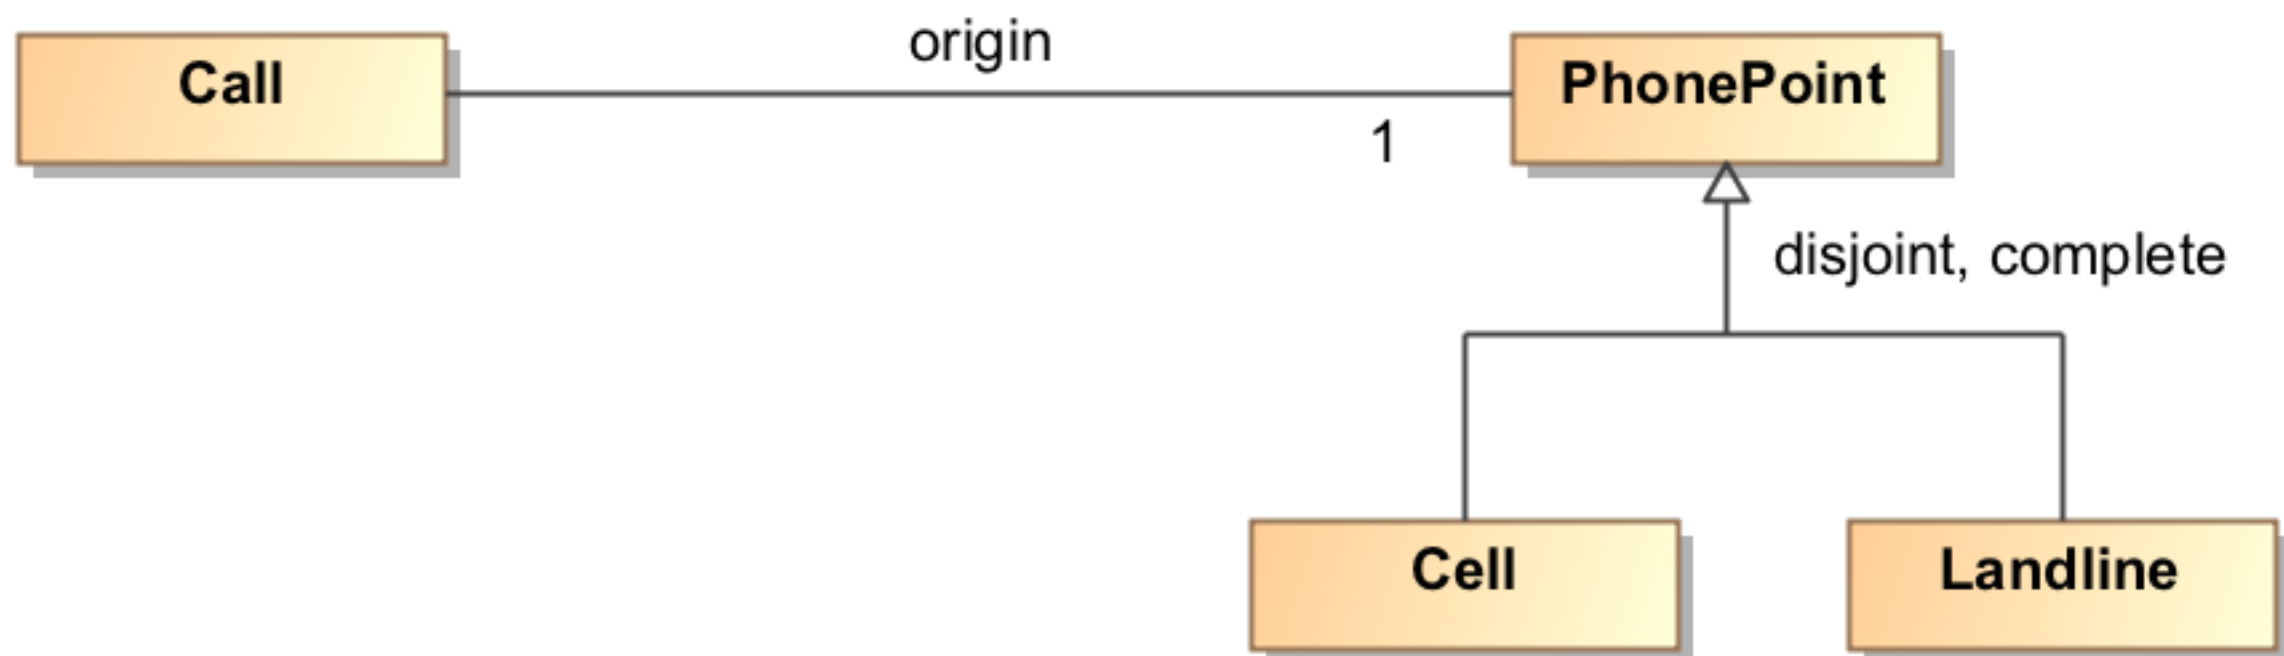 origin
Call
PhonePoint
1
disjoint, complete
Cell
Landline